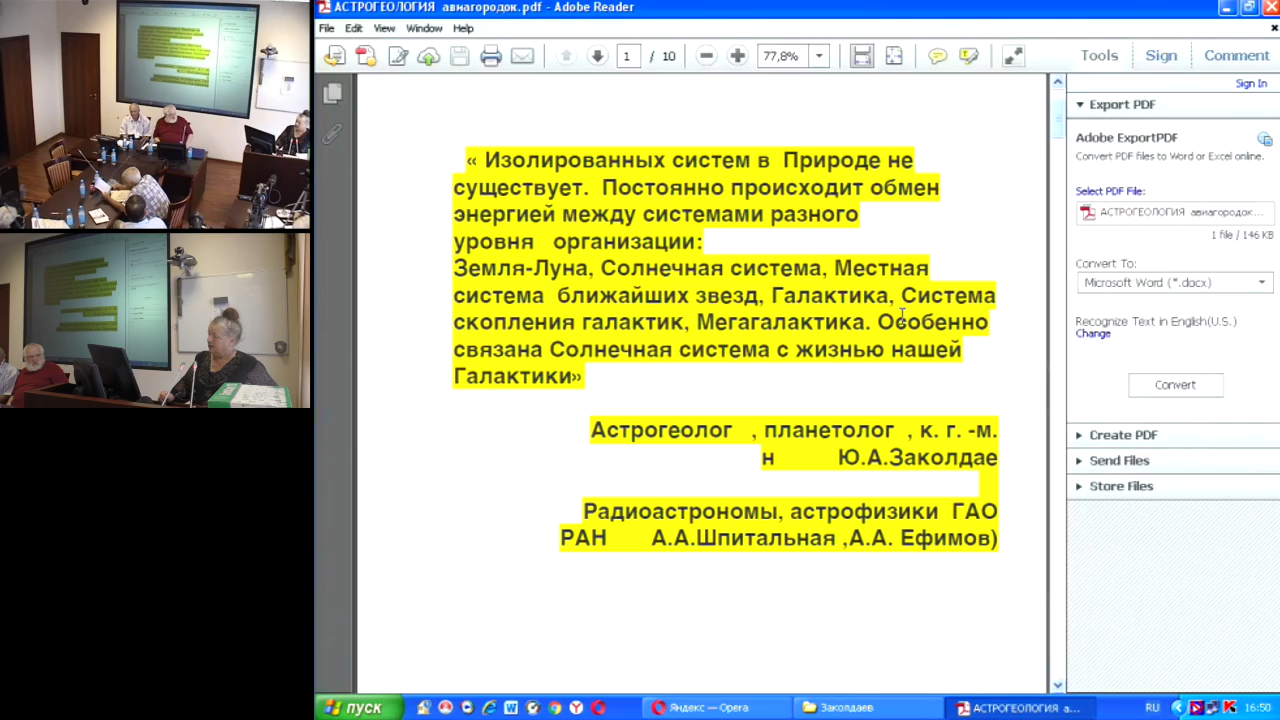 АСТРОГЕОЛОГИЯ авиагородок.pdf - Adobe Reader
File Edit View Window Help
1 / 10 77,8% Tools Sign Comment
Sign In
Export PDF
Adobe ExportPDF
Convert PDF files to Word or Excel online.
Select PDF File:
АСТРОГЕОЛОГИЯ авиагородок...
1 file / 146 KB
Convert To:
Microsoft Word (*.docx)
Recognize Text in English(U.S.)
Change
Convert
Create PDF
Send Files
Store Files
« Изолированных систем в Природе не
существует. Постоянно происходит обмен
энергией между системами разного
уровня организации:
Земля-Луна, Солнечная система, Местная
система ближайших звезд, Галактика, Система
скопления галактик, Мегагалактика. Особенно
связана Солнечная система с жизнью нашей
Галактики»
Астрогеолог , планетолог , к. г. -м.
н Ю.А.Заколдае
Радиоастрономы, астрофизики ГАО
РАН А.А.Шпитальная ,А.А. Ефимов)
пуск Яндекс — Opera Заколдаев АСТРОГЕОЛОГИЯ а... RU 16:50